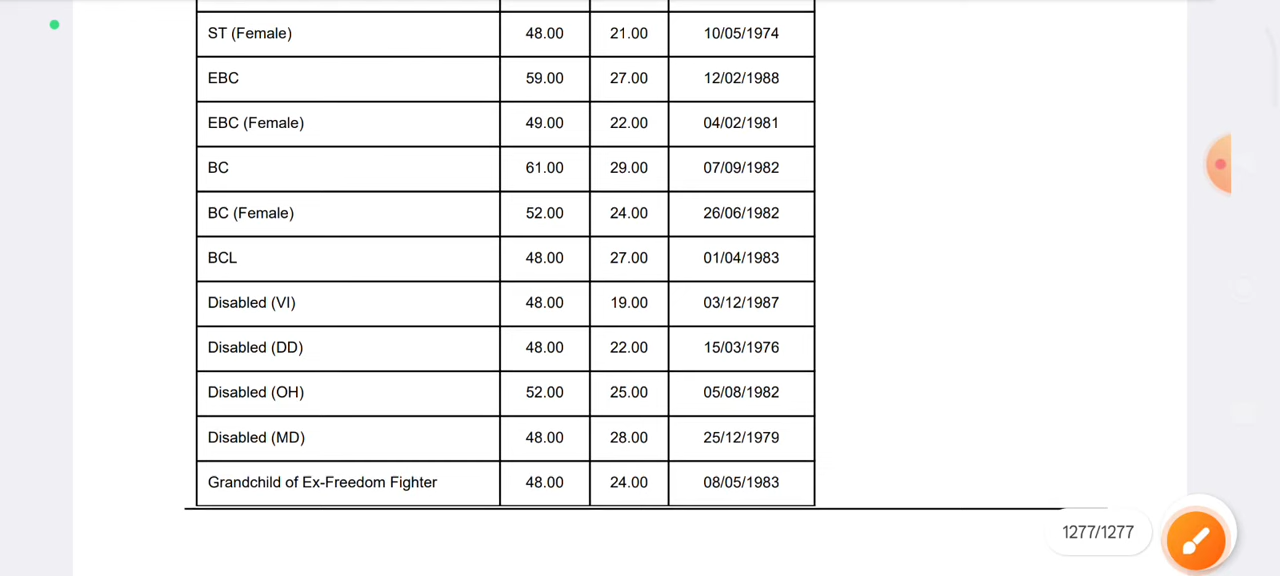 ST (Female) 48.00 21.00 10/05/1974
EBC 59.00 27.00 12/02/1988
EBC (Female) 49.00 22.00 04/02/1981
BC 61.00 29.00 07/09/1982
BC (Female) 52.00 24.00 26/06/1982
BCL 48.00 27.00 01/04/1983
Disabled (VI) 48.00 19.00 03/12/1987
Disabled (DD) 48.00 22.00 15/03/1976
Disabled (OH) 52.00 25.00 05/08/1982
Disabled (MD) 48.00 28.00 25/12/1979
Grandchild of Ex-Freedom Fighter 48.00 24.00 08/05/1983
1277/1277